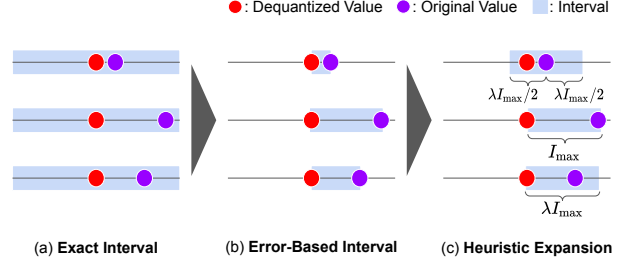 : Dequantized Value : Original Value : Interval
λI_max/2 λI_max/2
I_max
λI_max
(a) Exact Interval (b) Error-Based Interval (c) Heuristic Expansion